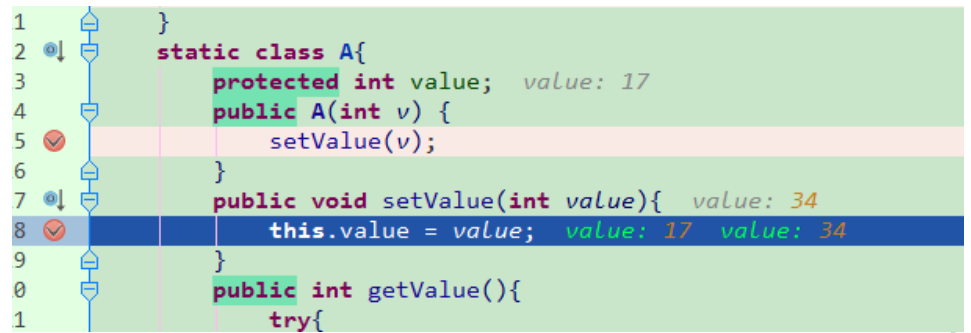 1 }
2 static class A{
3 protected int value; value: 17
4 public A(int v) {
5 setValue(v);
6 }
7 public void setValue(int value){ value: 34
8 this.value = value; value: 17 value: 34
9 }
0 public int getValue(){
1 try{